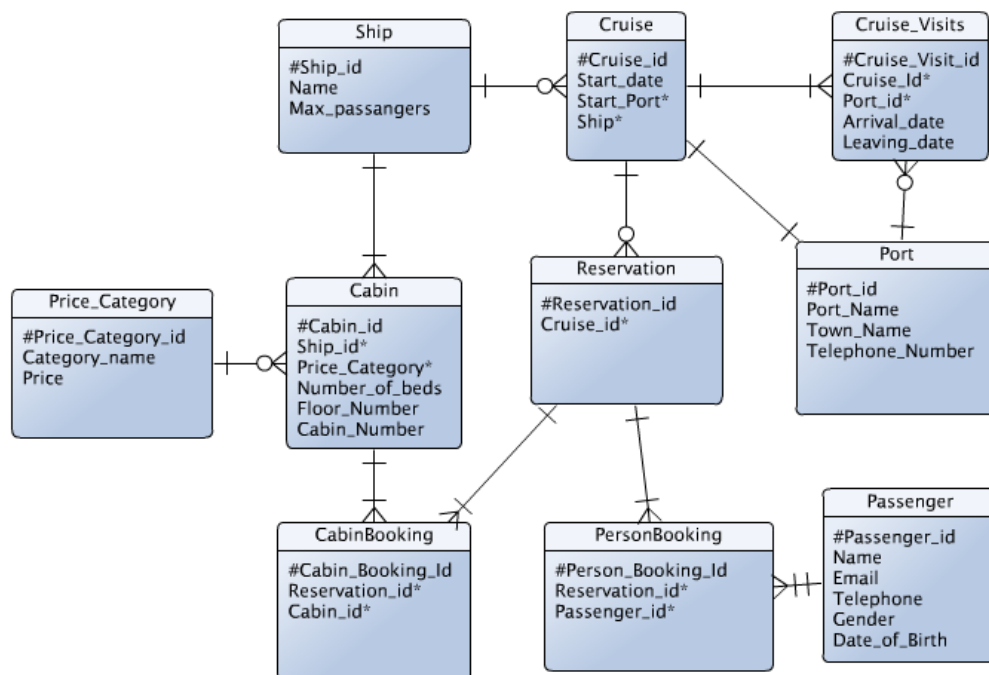 Ship
#Ship_id
Name
Max_passangers
Cruise
#Cruise_id
Start_date
Start_Port*
Ship*
Cruise_Visits
#Cruise_Visit_id
Cruise_Id*
Port_id*
Arrival_date
Leaving_date
Price_Category
#Price_Category_id
Category_name
Price
Cabin
#Cabin_id
Ship_id*
Price_Category*
Number_of_beds
Floor_Number
Cabin_Number
Reservation
#Reservation_id
Cruise_id*
Port
#Port_id
Port_Name
Town_Name
Telephone_Number
CabinBooking
#Cabin_Booking_Id
Reservation_id*
Cabin_id*
PersonBooking
#Person_Booking_Id
Reservation_id*
Passenger_id*
Passenger
#Passenger_id
Name
Email
Telephone
Gender
Date_of_Birth